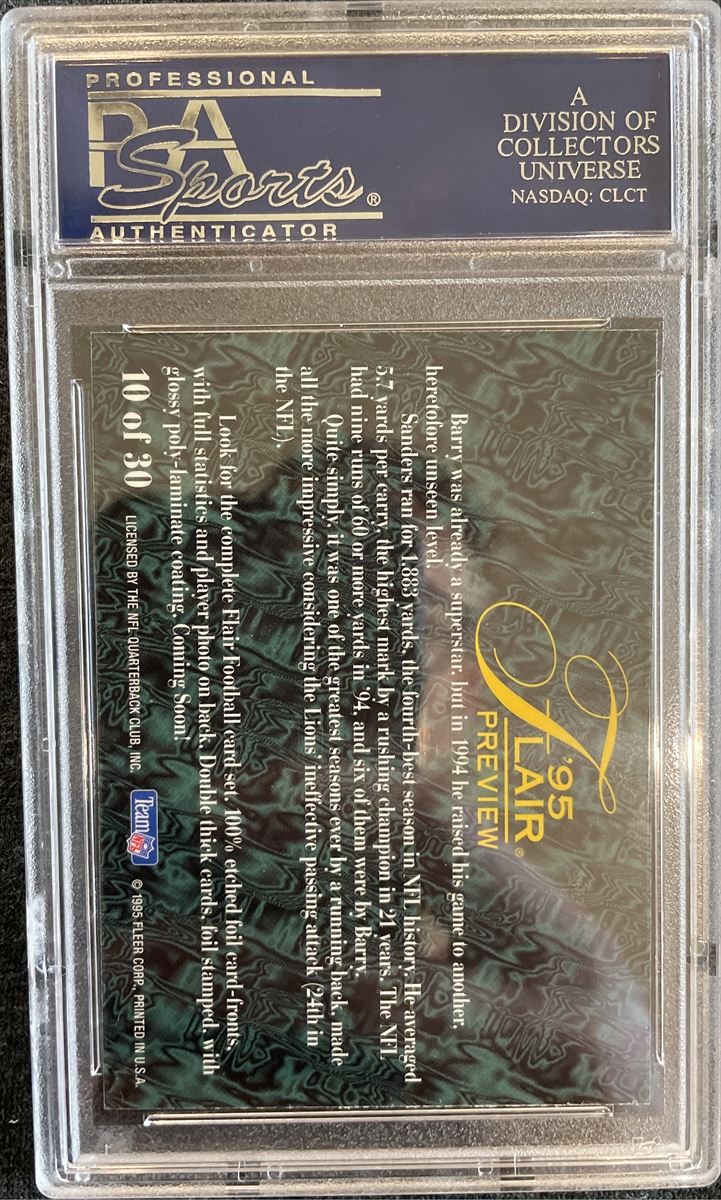 PROFESSIONAL
PSA
Sports®
AUTHENTICATOR
A
DIVISION OF
COLLECTORS
UNIVERSE
NASDAQ: CLCT
'95
FLAIR®
PREVIEW
Barry was already a superstar, but in 1994 he raised his game to another,
heretofore unseen level.
Sanders ran for 1,883 yards, the fourth-best season in NFL history. He averaged
5.7 yards per carry, the highest mark by a rushing champion in 21 years. The NFL
had nine runs of 60 or more yards in '94, and six of them were by Barry.
Quite simply, it was one of the greatest seasons ever by a running back, made
all the more impressive considering the Lions' ineffective passing attack (24th in
the NFL).
Look for the complete Flair Football card set. 100% etched foil card-fronts,
with full statistics and player photo on back. Double thick cards, foil stamped, with
glossy poly-laminate coating. Coming Soon!
10 of 30 LICENSED BY THE NFL QUARTERBACK CLUB, INC. Team NFL © 1995 FLEER CORP., PRINTED IN U.S.A.